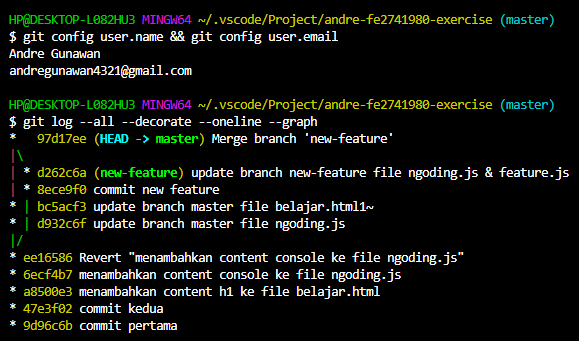 HP@DESKTOP-L082HU3 MINGW64 ~/.vscode/Project/andre-fe2741980-exercise (master)
$ git config user.name && git config user.email
Andre Gunawan
andregunawan4321@gmail.com

HP@DESKTOP-L082HU3 MINGW64 ~/.vscode/Project/andre-fe2741980-exercise (master)
$ git log --all --decorate --oneline --graph
*   97d17ee (HEAD -> master) Merge branch 'new-feature'
|\
| * d262c6a (new-feature) update branch new-feature file ngoding.js & feature.js
| * 8ece9f0 commit new feature
* | bc5acf3 update branch master file belajar.html1~
* | d932c6f update branch master file ngoding.js
|/
* ee16586 Revert "menambahkan content console ke file ngoding.js"
* 6ecf4b7 menambahkan content console ke file ngoding.js
* a8500e3 menambahkan content h1 ke file belajar.html
* 47e3f02 commit kedua
* 9d96c6b commit pertama